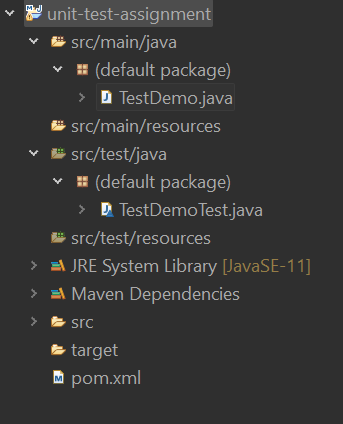 unit-test-assignment
src/main/java
(default package)
TestDemo.java
src/main/resources
src/test/java
(default package)
TestDemoTest.java
src/test/resources
JRE System Library [JavaSE-11]
Maven Dependencies
src
target
pom.xml